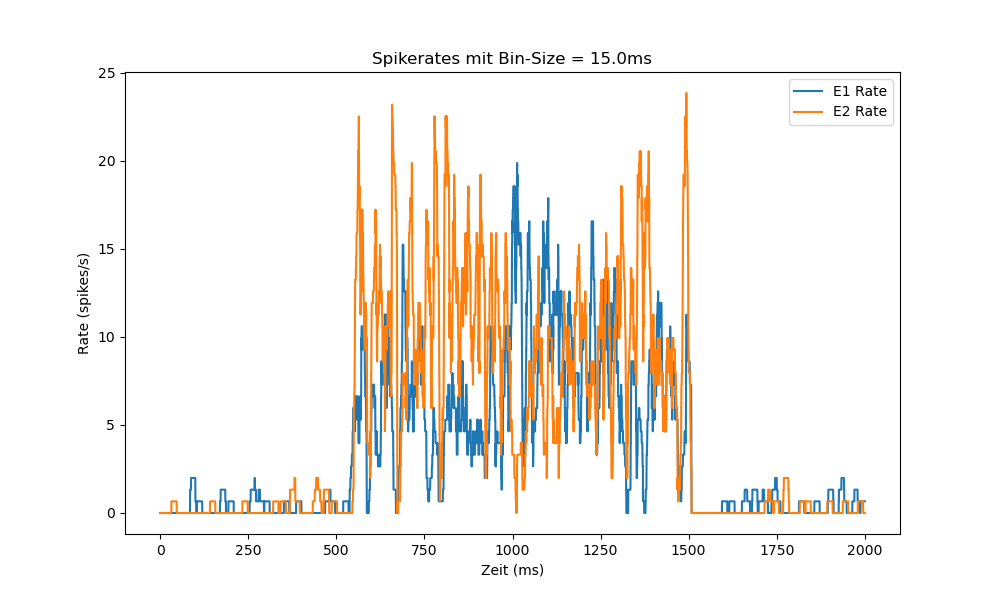 Spikerates mit Bin-Size = 15.0ms
25
20
15
10
5
0
Rate (spikes/s)
E1 Rate
E2 Rate
0 250 500 750 1000 1250 1500 1750 2000
Zeit (ms)